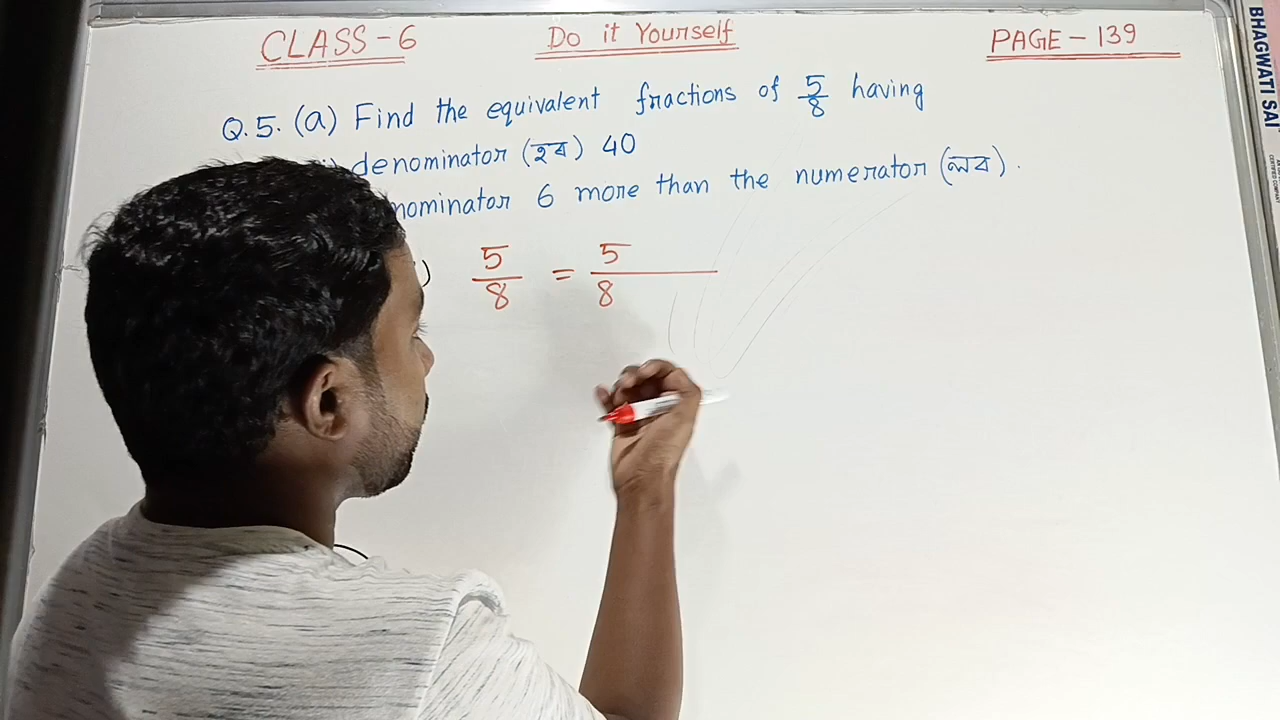 CLASS-6
Do it Yourself
PAGE-139
Q.5. (a) Find the equivalent fractions of 5/8 having
denominator (হৰ) 40
nominator 6 more than the numerator (লব).
5/8 = 5/8
BHAGWATI SAI